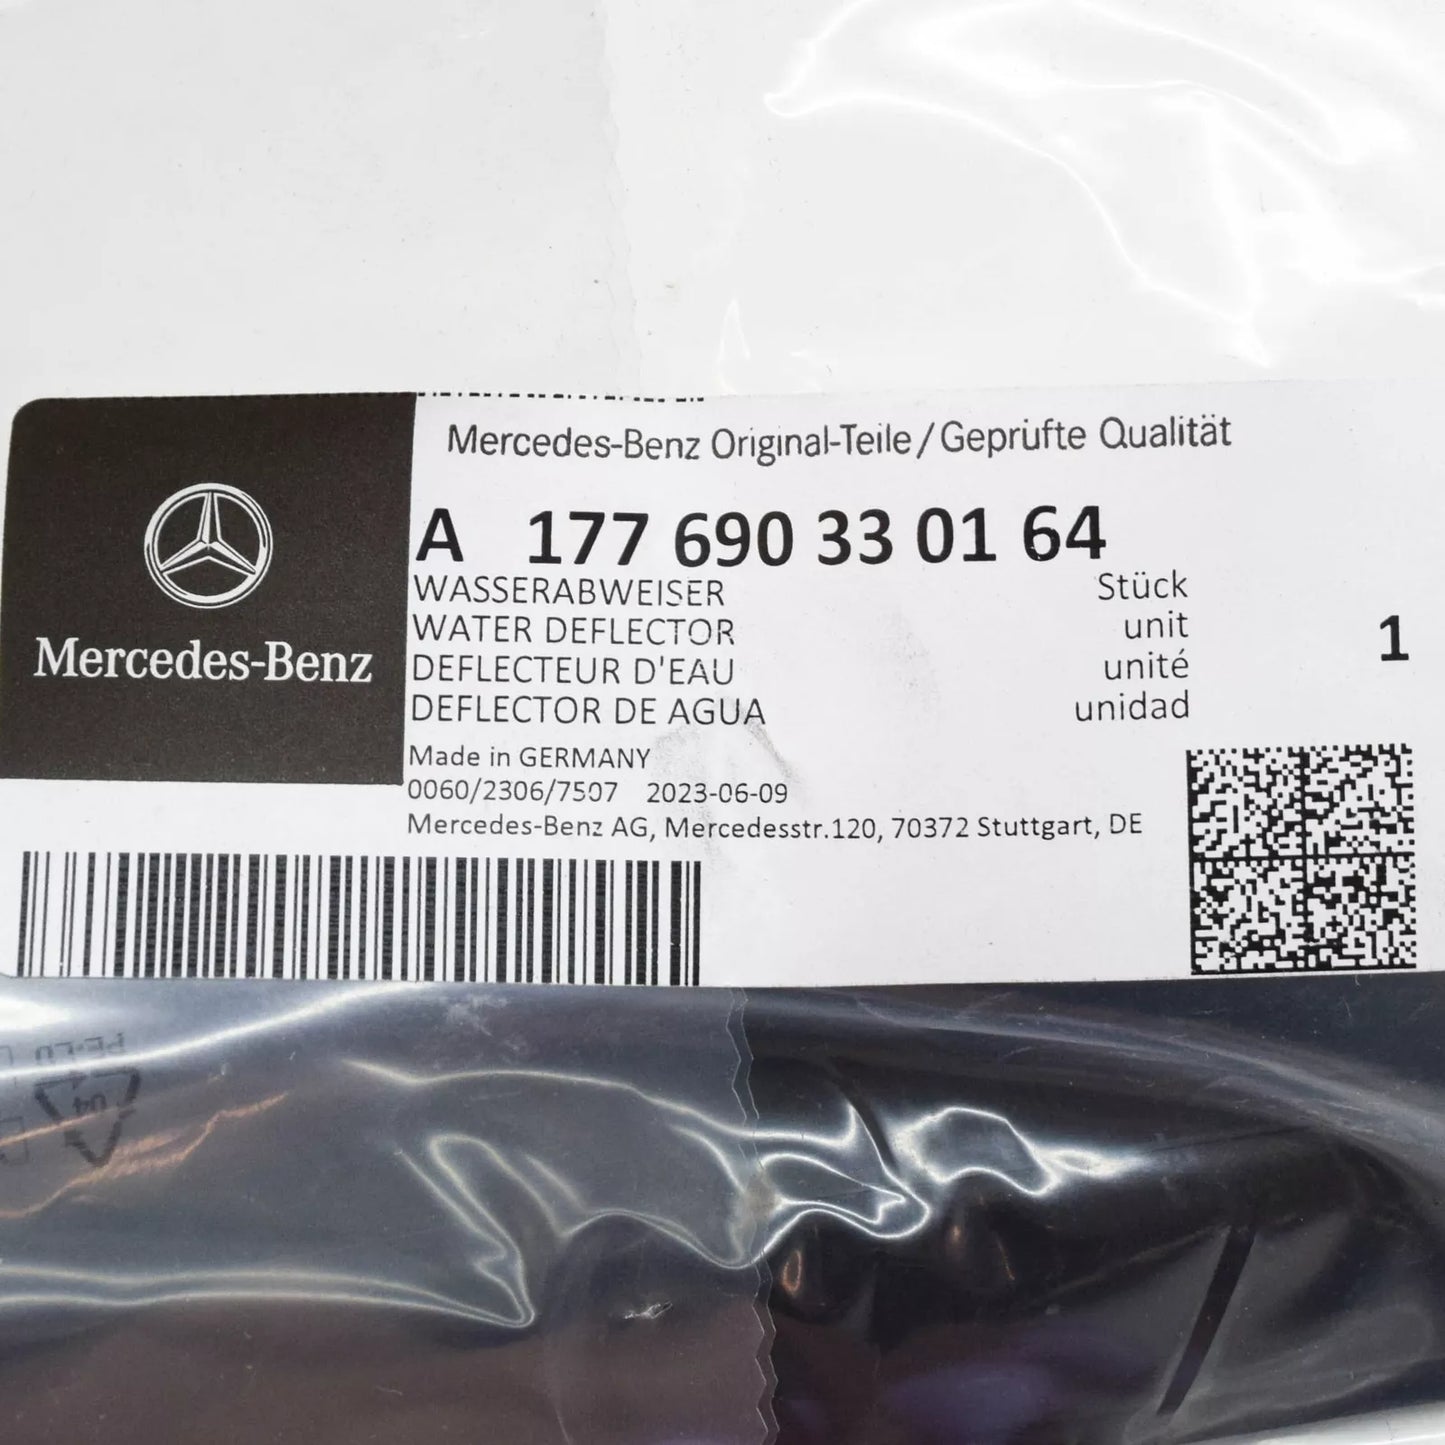 Mercedes-Benz Original-Teile/Geprüfte Qualität
A 177 690 33 01 64
WASSERABWEISER Stück
WATER DEFLECTOR unit
DEFLECTEUR D'EAU unité
DEFLECTOR DE AGUA unidad
1
Mercedes-Benz
Made in GERMANY
0060/2306/7507 2023-06-09
Mercedes-Benz AG, Mercedesstr.120, 70372 Stuttgart, DE
04